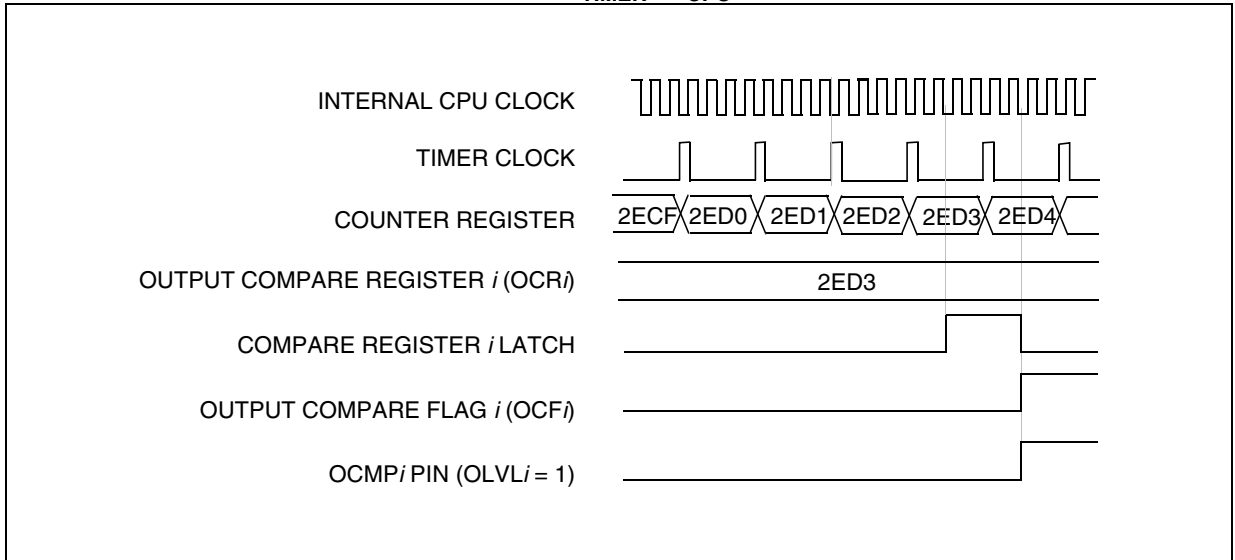 INTERNAL CPU CLOCK
TIMER CLOCK
COUNTER REGISTER
2ECF 2ED0 2ED1 2ED2 2ED3 2ED4
OUTPUT COMPARE REGISTER i (OCRi)
2ED3
COMPARE REGISTER i LATCH
OUTPUT COMPARE FLAG i (OCFi)
OCMPi PIN (OLVLi = 1)